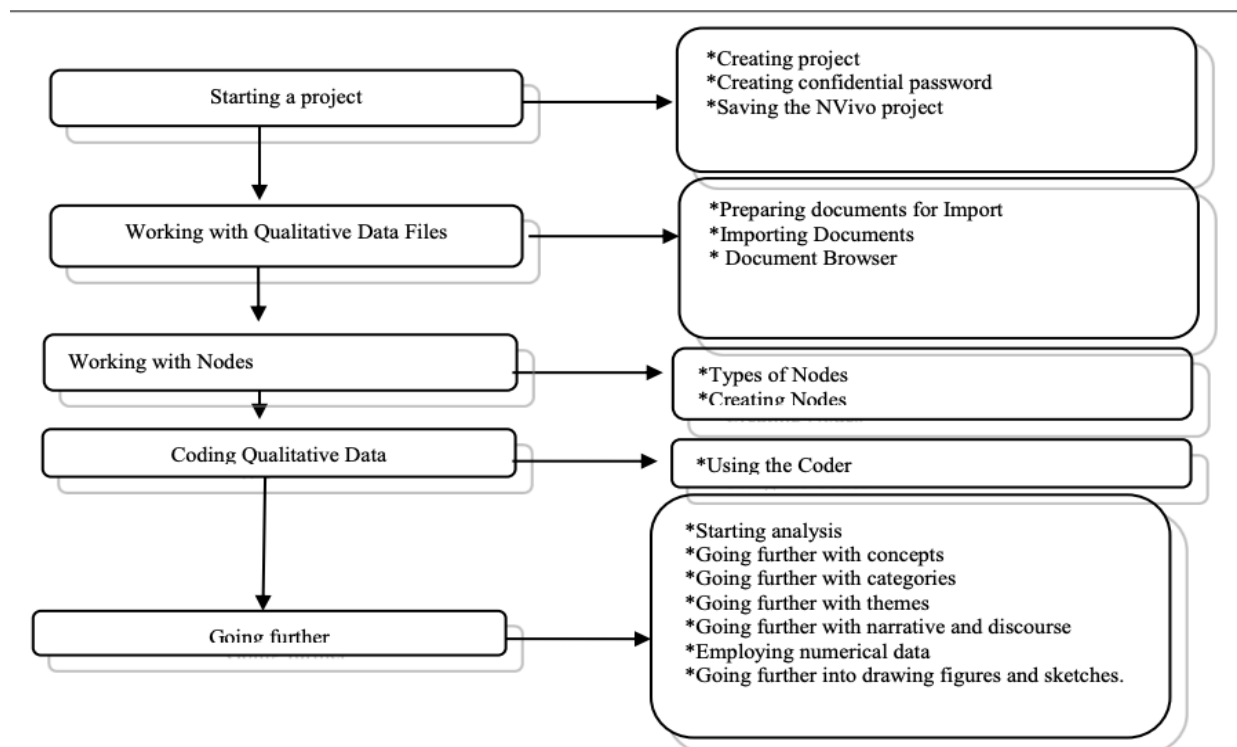 Starting a project
*Creating project
*Creating confidential password
*Saving the NVivo project
Working with Qualitative Data Files
*Preparing documents for Import
*Importing Documents
* Document Browser
Working with Nodes
*Types of Nodes
*Creating Nodes
Coding Qualitative Data
*Using the Coder
Going further
*Starting analysis
*Going further with concepts
*Going further with categories
*Going further with themes
*Going further with narrative and discourse
*Employing numerical data
*Going further into drawing figures and sketches.